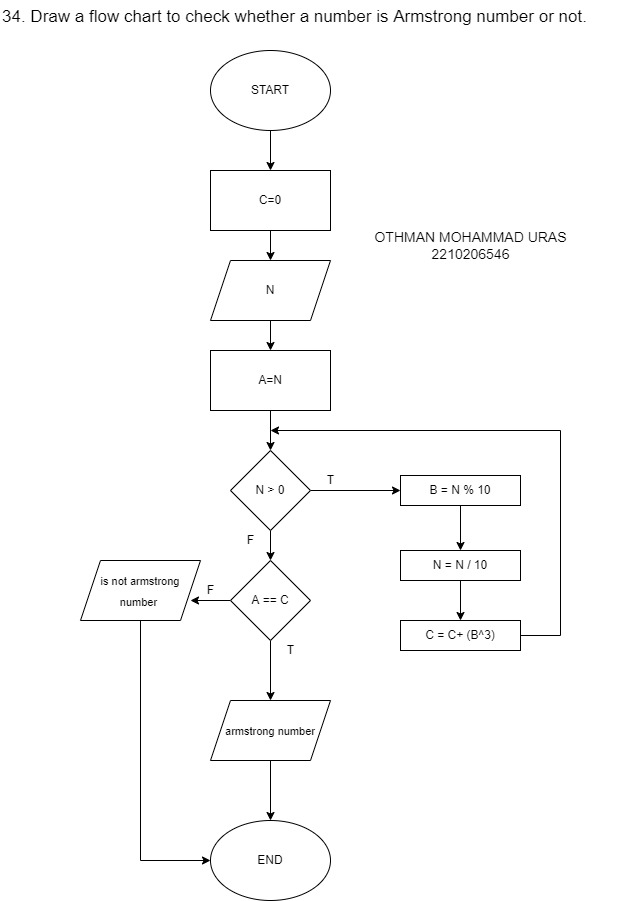 34. Draw a flow chart to check whether a number is Armstrong number or not.
START
C=0
OTHMAN MOHAMMAD URAS
2210206546
N
A=N
N > 0
T
B = N % 10
F
N = N / 10
is not armstrong
number
F
A == C
C = C+ (B^3)
T
armstrong number
END